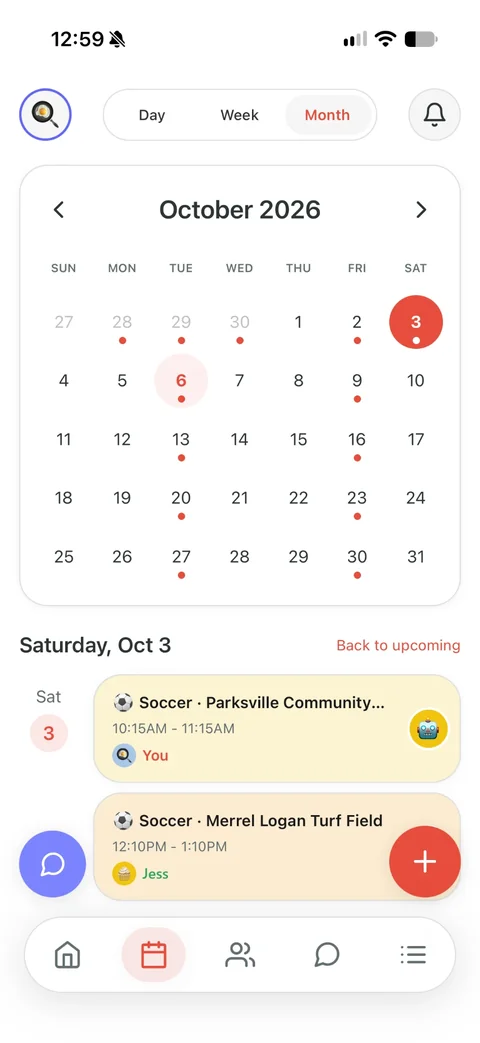 12:59
Day Week Month
October 2026
SUN MON TUE WED THU FRI SAT
27 28 29 30 1 2 3
4 5 6 7 8 9 10
11 12 13 14 15 16 17
18 19 20 21 22 23 24
25 26 27 28 29 30 31
Saturday, Oct 3 Back to upcoming
Sat
3
Soccer · Parksville Community...
10:15AM - 11:15AM
You
Soccer · Merrel Logan Turf Field
12:10PM - 1:10PM
Jess